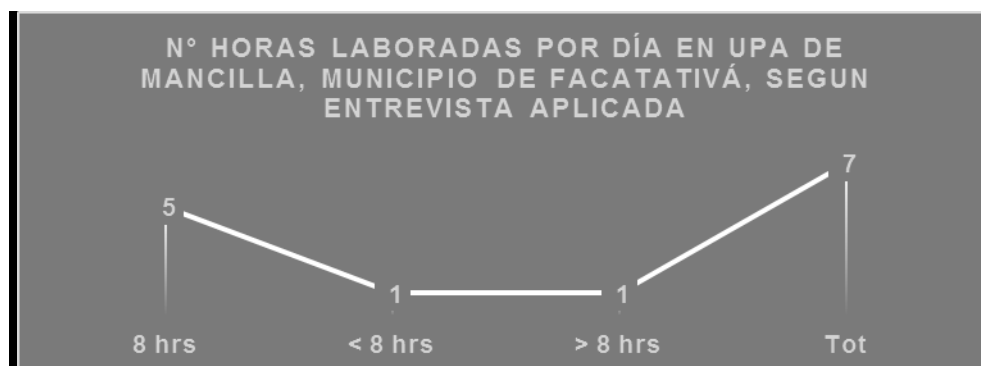 N° HORAS LABORADAS POR DÍA EN UPA DE
MANCILLA, MUNICIPIO DE FACATATIVÁ, SEGUN
ENTREVISTA APLICADA
7
5
1 1
8 hrs < 8 hrs > 8 hrs Tot